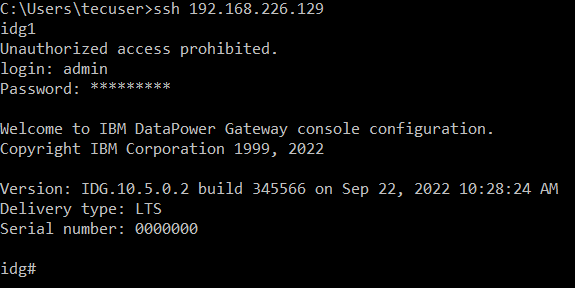 C:\Users\tecuser>ssh 192.168.226.129
idg1
Unauthorized access prohibited.
login: admin
Password: *********
Welcome to IBM DataPower Gateway console configuration.
Copyright IBM Corporation 1999, 2022
Version: IDG.10.5.0.2 build 345566 on Sep 22, 2022 10:28:24 AM
Delivery type: LTS
Serial number: 0000000
idg#